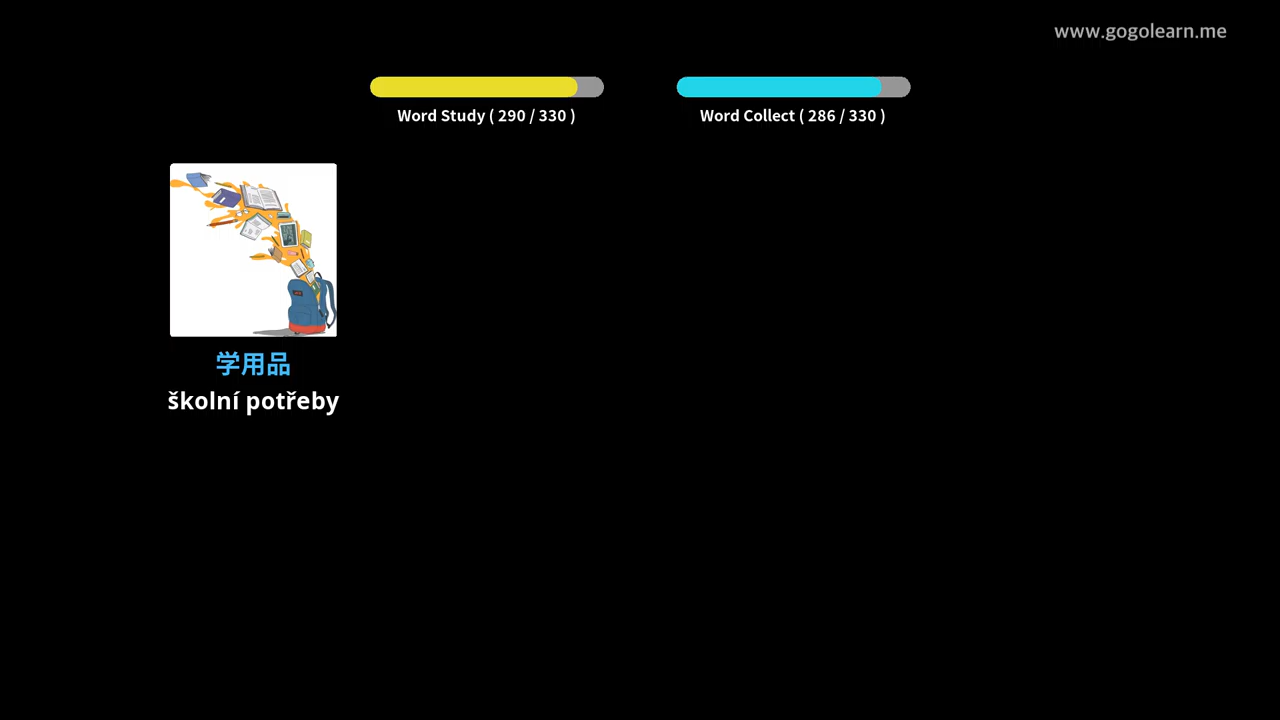 www.gogolearn.me
Word Study ( 290 / 330 )
Word Collect ( 286 / 330 )
学用品
školní potřeby